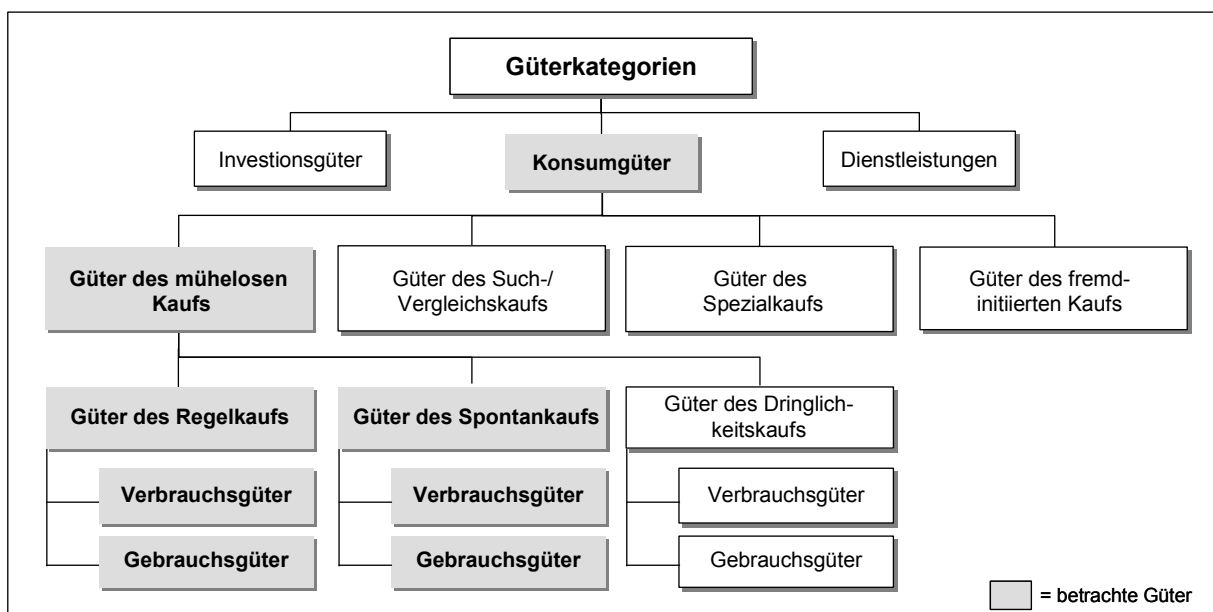 Güterkategorien
Investionsgüter
Konsumgüter
Dienstleistungen
Güter des mühelosen
Kaufs
Güter des Such-/
Vergleichskaufs
Güter des
Spezialkaufs
Güter des fremd-
initiierten Kaufs
Güter des Regelkaufs
Güter des Spontankaufs
Güter des Dringlich-
keitskaufs
Verbrauchsgüter
Verbrauchsgüter
Verbrauchsgüter
Gebrauchsgüter
Gebrauchsgüter
Gebrauchsgüter
= betrachte Güter